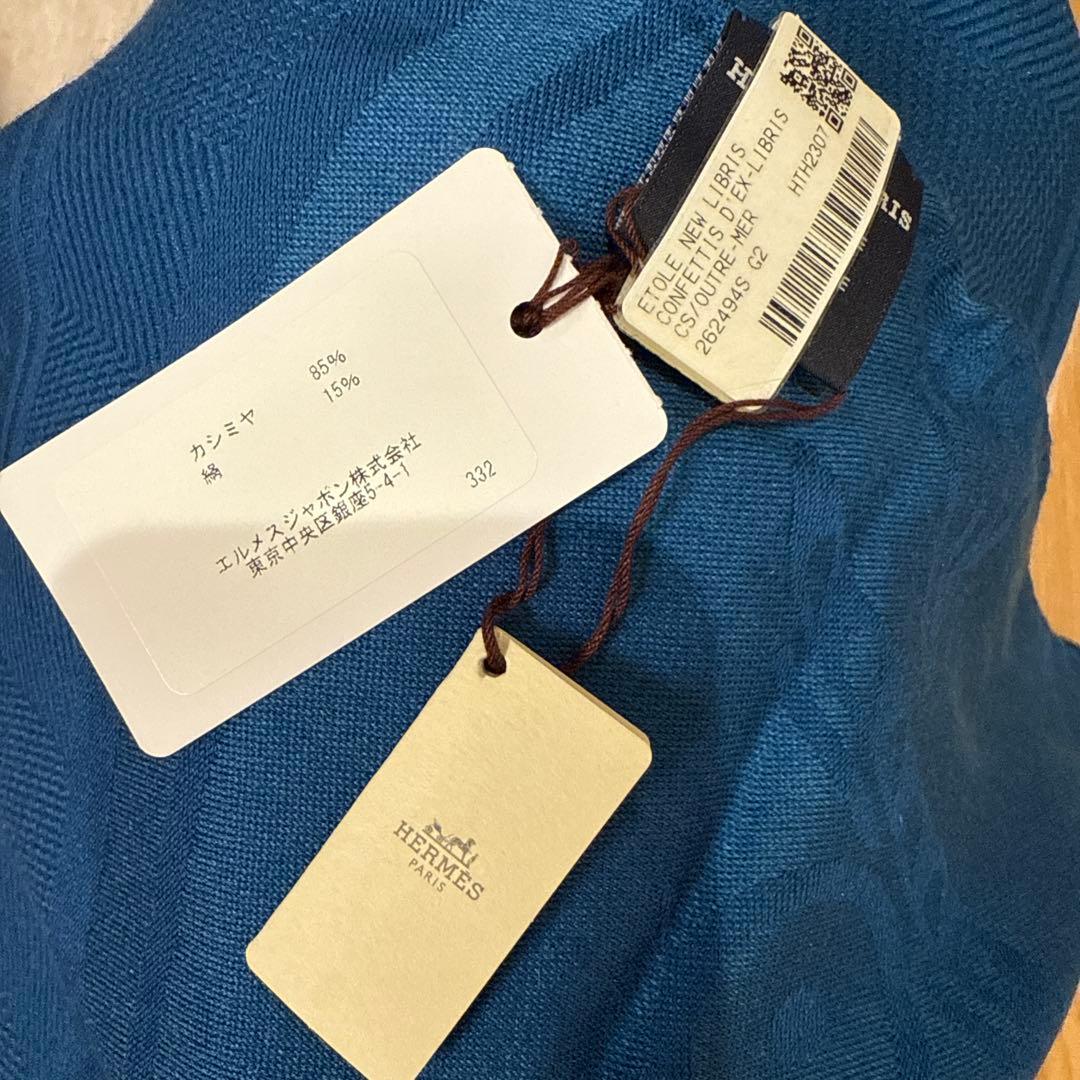 ETOLE NEW LIBRIS
CONFETTIS D'EX-LIBRIS
CS/OUTRE-MER
262494S G2
HTH2307
カシミヤ 85%
絹 15%
エルメスジャポン株式会社
東京中央区銀座5-4-1
332
HERMÈS
PARIS